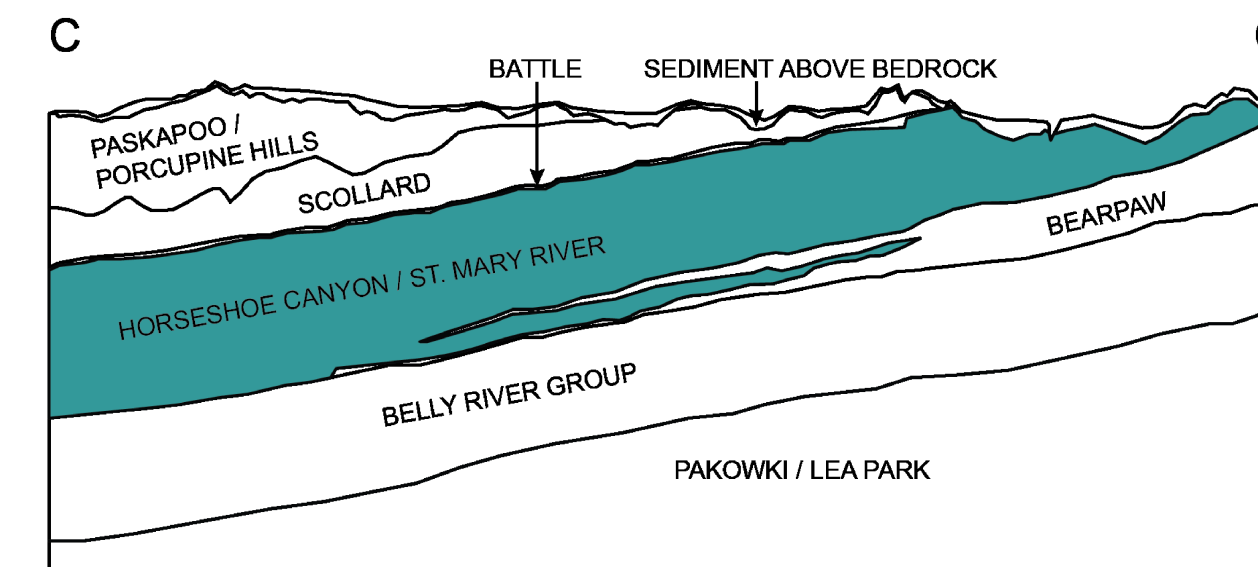 C
BATTLE
SEDIMENT ABOVE BEDROCK
PASKAPOO /
PORCUPINE HILLS
SCOLLARD
BEARPAW
HORSESHOE CANYON / ST. MARY RIVER
BELLY RIVER GROUP
PAKOWKI / LEA PARK